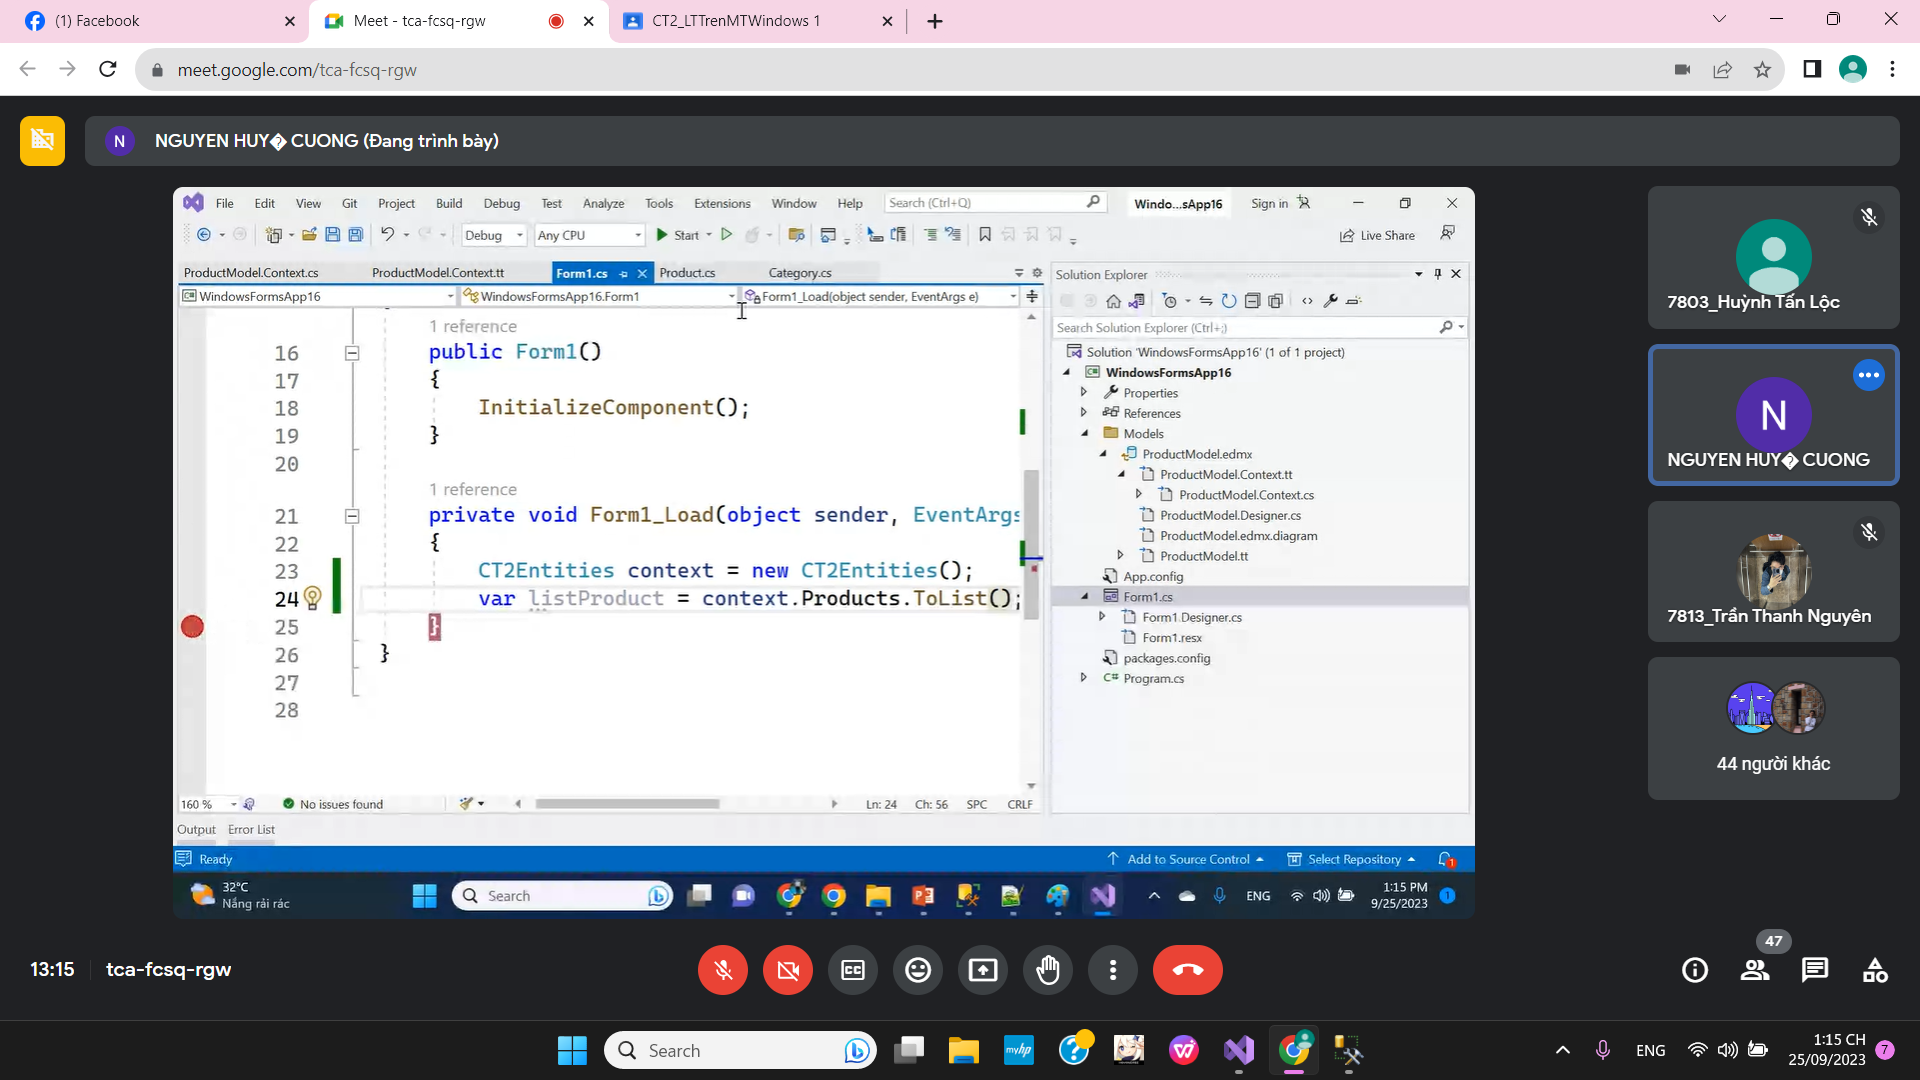 (1) Facebook
Meet - tca-fcsq-rgw
CT2_LTTrenMTWindows 1
meet.google.com/tca-fcsq-rgw
N
NGUYEN HUY� CUONG (Đang trình bày)
File Edit View Git Project Build Debug Test Analyze Tools Extensions Window Help
Search (Ctrl+Q)
Windo...sApp16
Sign in
Debug
Any CPU
Start
Live Share
ProductModel.Context.cs
ProductModel.Context.tt
Form1.cs
Product.cs
Category.cs
WindowsFormsApp16
WindowsFormsApp16.Form1
Form1_Load(object sender, EventArgs e)
1 reference
16 public Form1()
17 {
18 InitializeComponent();
19 }
20
1 reference
21 private void Form1_Load(object sender, EventArgs
22 {
23 CT2Entities context = new CT2Entities();
24 var listProduct = context.Products.ToList();
25 }
26 }
27
28
160 %
No issues found
Ln: 24
Ch: 56
SPC
CRLF
Output
Error List
Solution Explorer
Search Solution Explorer (Ctrl+;)
Solution 'WindowsFormsApp16' (1 of 1 project)
WindowsFormsApp16
Properties
References
Models
ProductModel.edmx
ProductModel.Context.tt
ProductModel.Context.cs
ProductModel.Designer.cs
ProductModel.edmx.diagram
ProductModel.tt
App.config
Form1.cs
Form1.Designer.cs
Form1.resx
packages.config
C# Program.cs
Ready
Add to Source Control
Select Repository
1
32°C
Nắng rải rác
Search
ENG
1:15 PM
9/25/2023
1
7803_Huỳnh Tấn Lộc
N
NGUYEN HUY� CUONG
7813_Trần Thanh Nguyên
44 người khác
13:15
tca-fcsq-rgw
47
Search
myhp
ENG
1:15 CH
25/09/2023
7